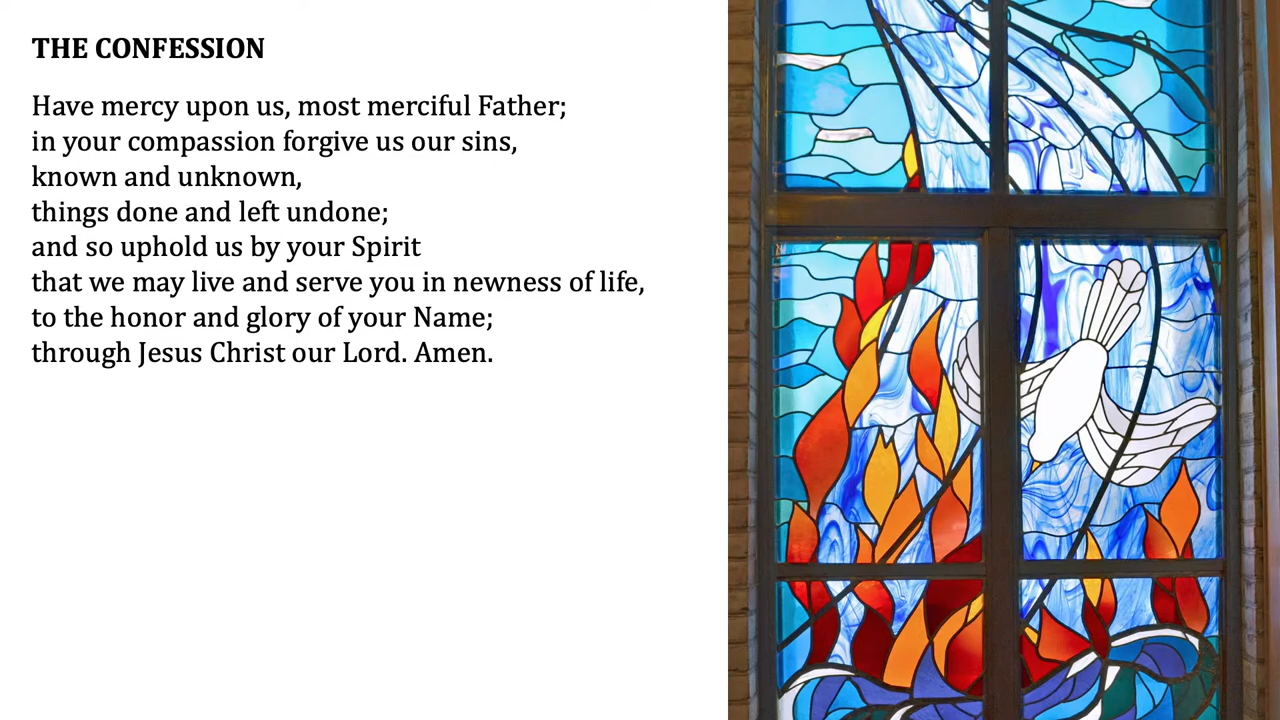 THE CONFESSION
Have mercy upon us, most merciful Father;
in your compassion forgive us our sins,
known and unknown,
things done and left undone;
and so uphold us by your Spirit
that we may live and serve you in newness of life,
to the honor and glory of your Name;
through Jesus Christ our Lord. Amen.